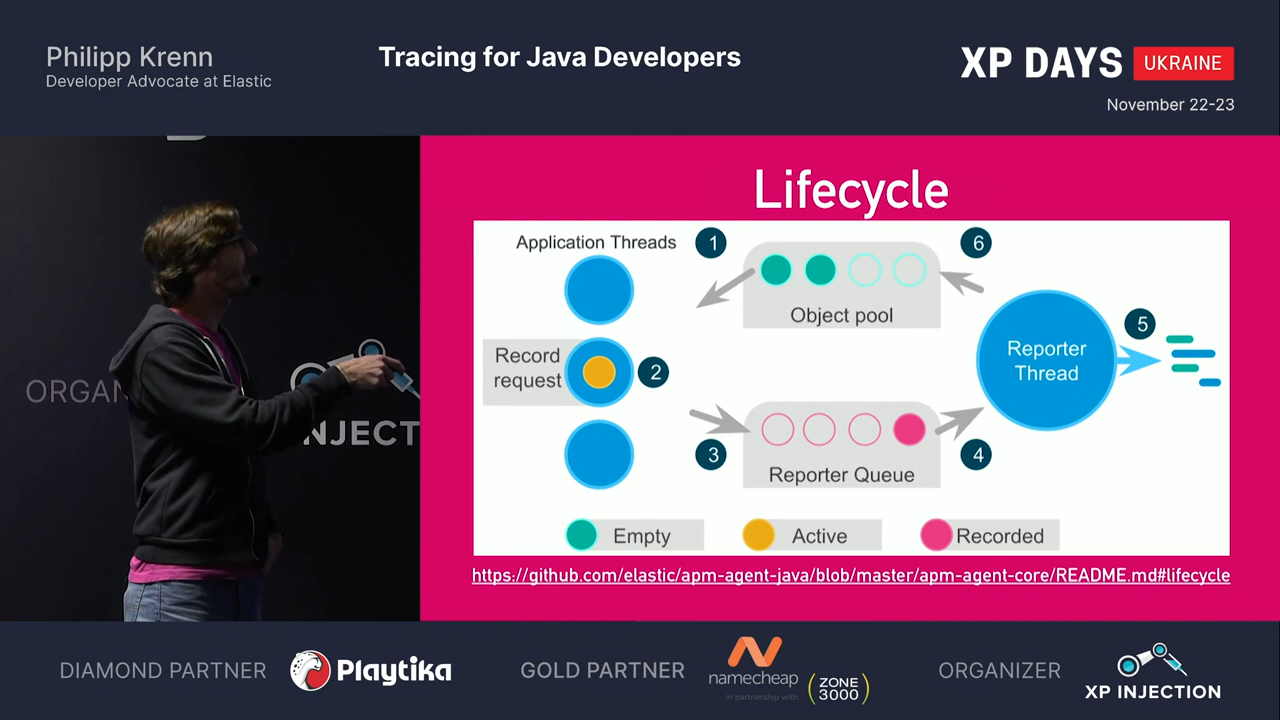 Philipp Krenn
Developer Advocate at Elastic
Tracing for Java Developers
XP DAYS UKRAINE
November 22-23
ORGAN
NJECT
Lifecycle
Application Threads
1
6
Object pool
Record
request
2
Reporter
Thread
5
3
4
Reporter Queue
Empty
Active
Recorded
https://github.com/elastic/apm-agent-java/blob/master/apm-agent-core/README.md#lifecycle
DIAMOND PARTNER
Playtika
GOLD PARTNER
namecheap
in partnership with
ZONE
3000
ORGANIZER
XP INJECTION